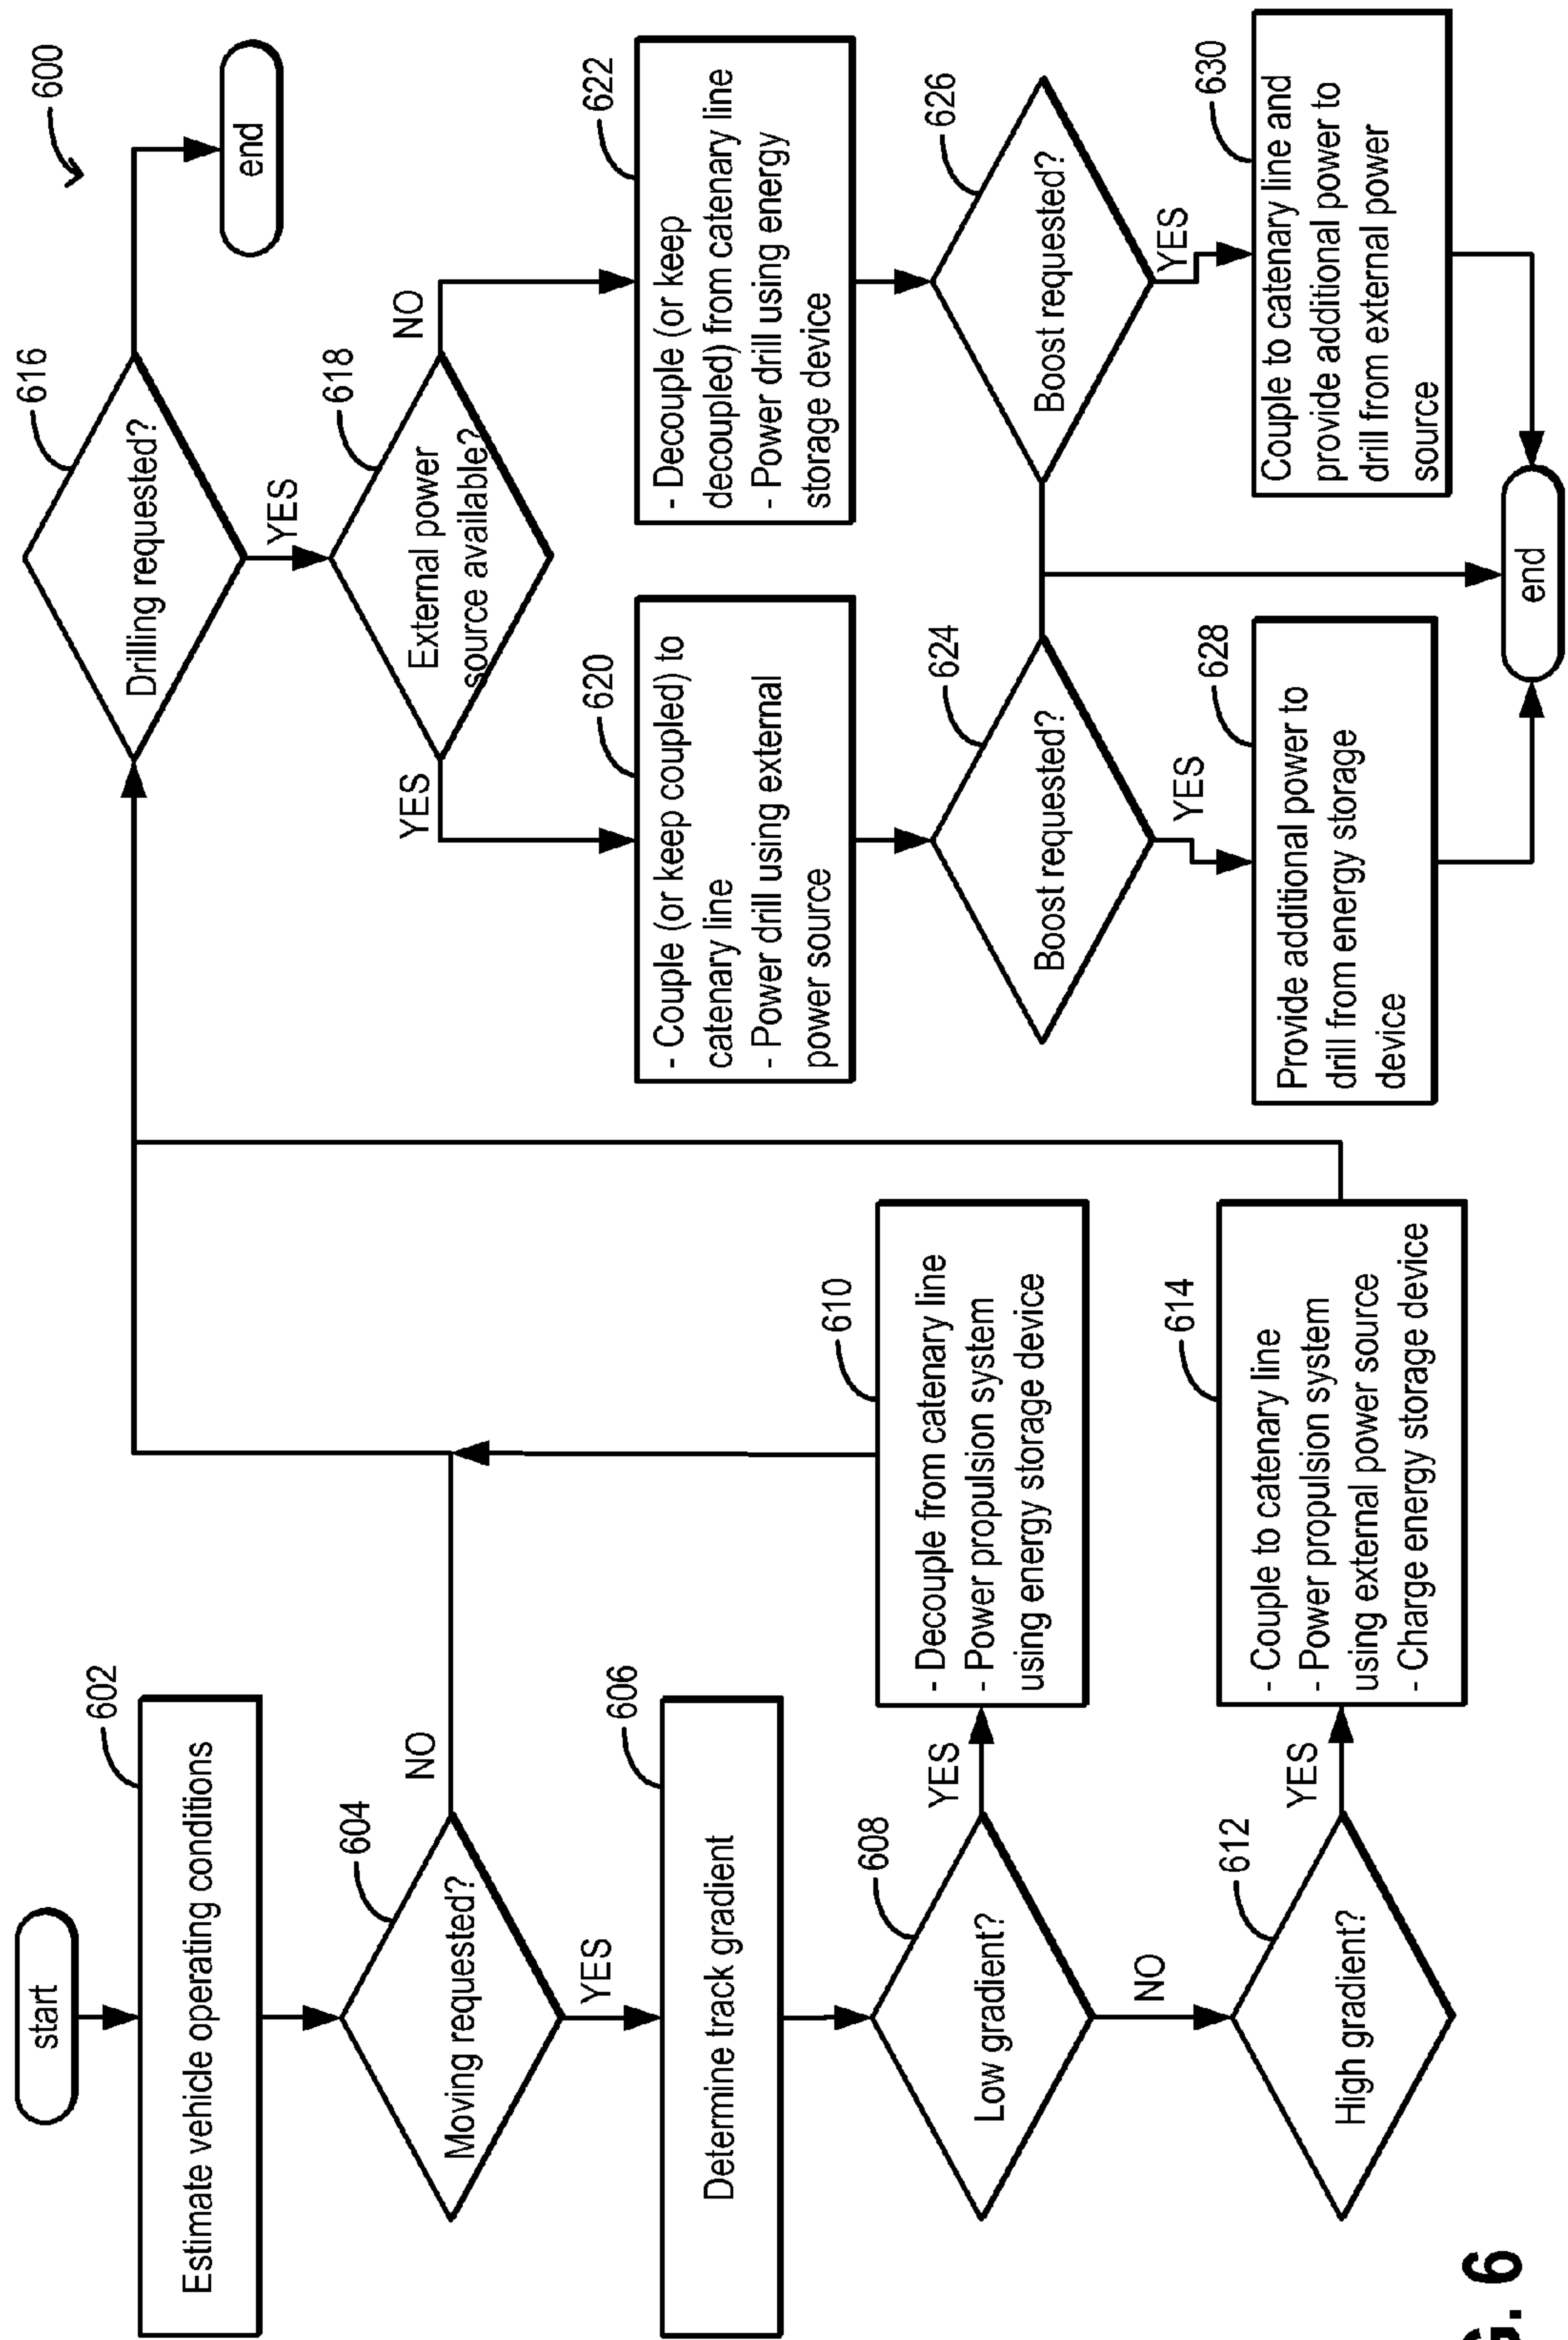 600
start
602
Estimate vehicle operating conditions
604
Moving requested?
NO
YES
606
Determine track gradient
608
Low gradient?
YES
NO
610
- Decouple from catenary line
- Power propulsion system
using energy storage device
612
High gradient?
YES
614
- Couple to catenary line
- Power propulsion system
using external power source
- Charge energy storage device
616
Drilling requested?
end
YES
618
External power
source available?
YES
NO
620
- Couple (or keep coupled) to
catenary line
- Power drill using external
power source
622
- Decouple (or keep
decoupled) from catenary line
- Power drill using energy
storage device
624
Boost requested?
YES
626
Boost requested?
YES
628
Provide additional power to
drill from energy storage
device
630
Couple to catenary line and
provide additional power to
drill from external power
source
end
G. 6